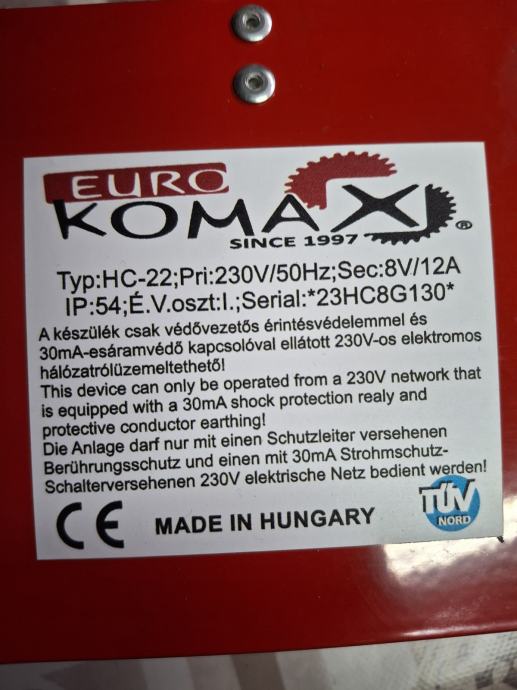 EURO
KOMAX®
SINCE 1997
Typ:HC-22;Pri:230V/50Hz;Sec:8V/12A
IP:54;É.V.oszt:I.;Serial:*23HC8G130*
A készülék csak védővezetős érintésvédelemmel és
30mA-esáramvédő kapcsolóval ellátott 230V-os elektromos
hálózatrólüzemeltethető!
This device can only be operated from a 230V network that
is equipped with a 30mA shock protection realy and
protective conductor earthing!
Die Anlage darf nur mit einen Schutzleiter versehenen
Berührungsschutz und einen mit 30mA Strohmschutz-
Schalterversehenen 230V elektrische Netz bedient werden!
CE MADE IN HUNGARY
TÜV
NORD